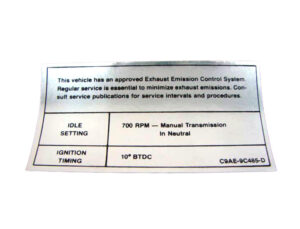 This vehicle has an approved Exhaust Emission Control System.
Regular service is essential to minimize exhaust emissions. Con-
sult service publications for service intervals and procedures.
IDLE SETTING
700 RPM — Manual Transmission
In Neutral
IGNITION TIMING
10° BTDC
C9AE-9C485-D